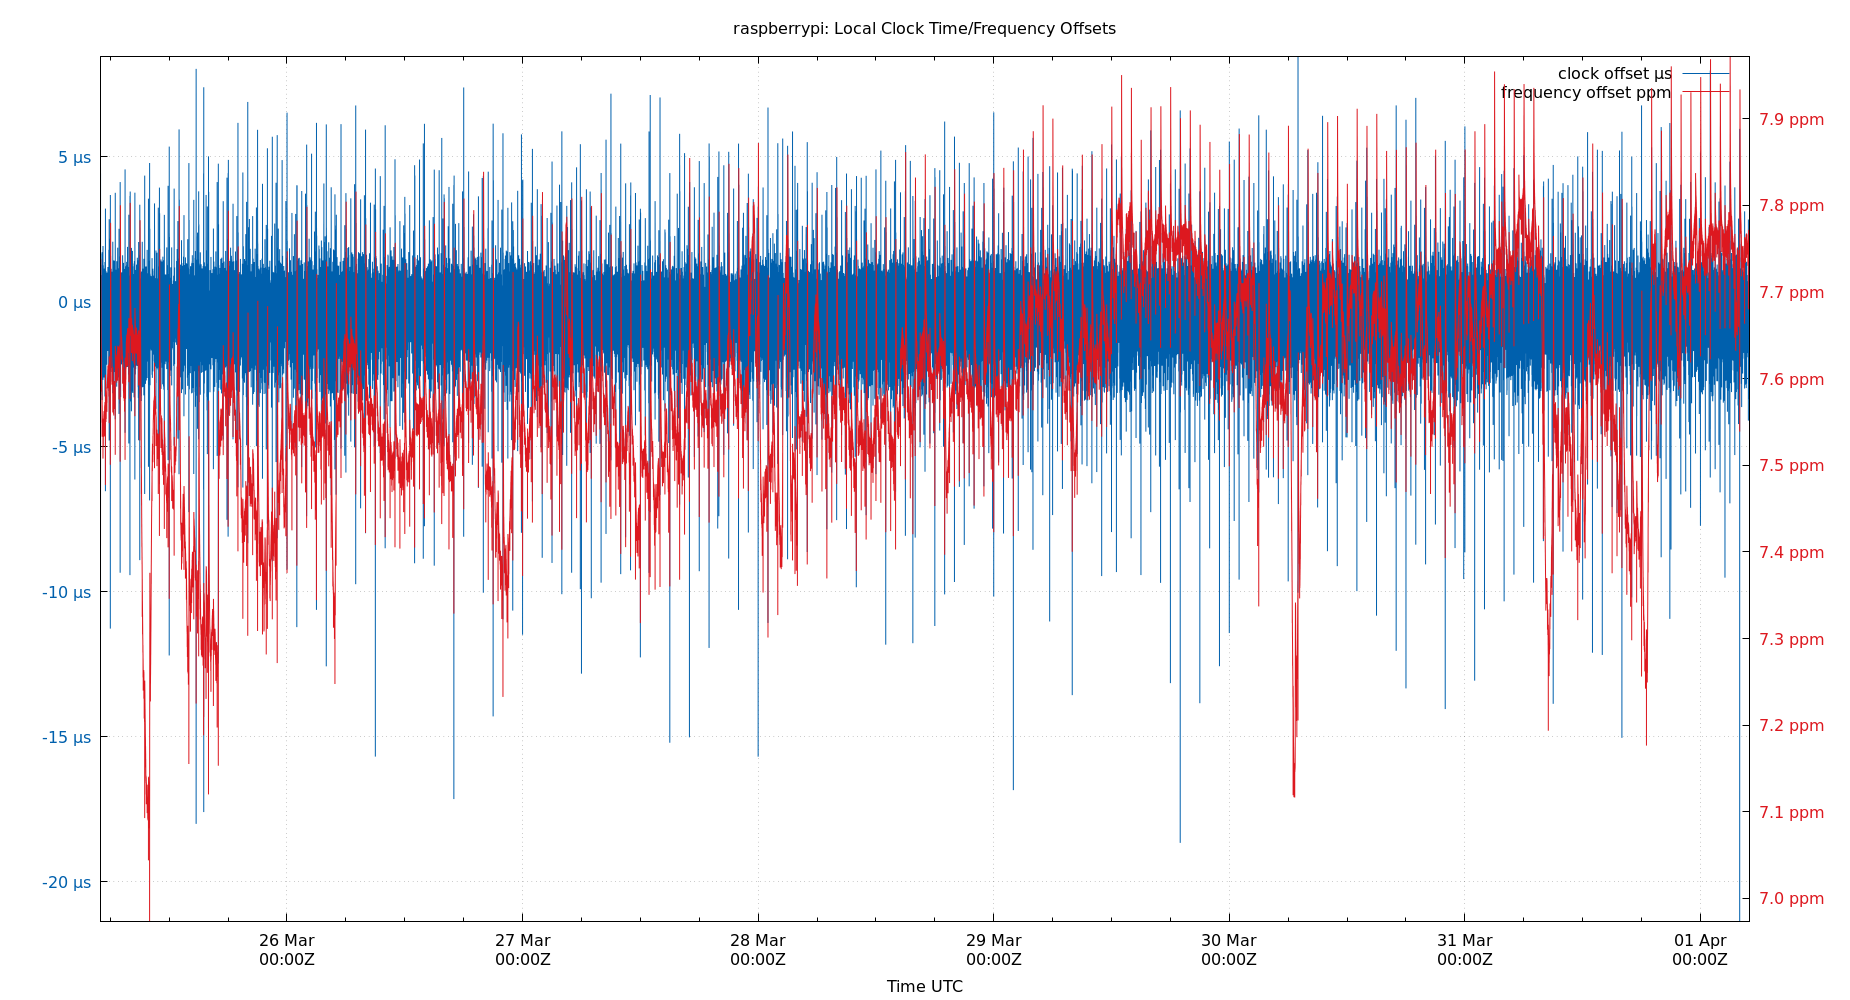 raspberrypi: Local Clock Time/Frequency Offsets
clock offset µs
frequency offset ppm
5 µs
0 µs
-5 µs
-10 µs
-15 µs
-20 µs
7.9 ppm
7.8 ppm
7.7 ppm
7.6 ppm
7.5 ppm
7.4 ppm
7.3 ppm
7.2 ppm
7.1 ppm
7.0 ppm
26 Mar 27 Mar 28 Mar 29 Mar 30 Mar 31 Mar 01 Apr
00:00Z 00:00Z 00:00Z 00:00Z 00:00Z 00:00Z 00:00Z
Time UTC